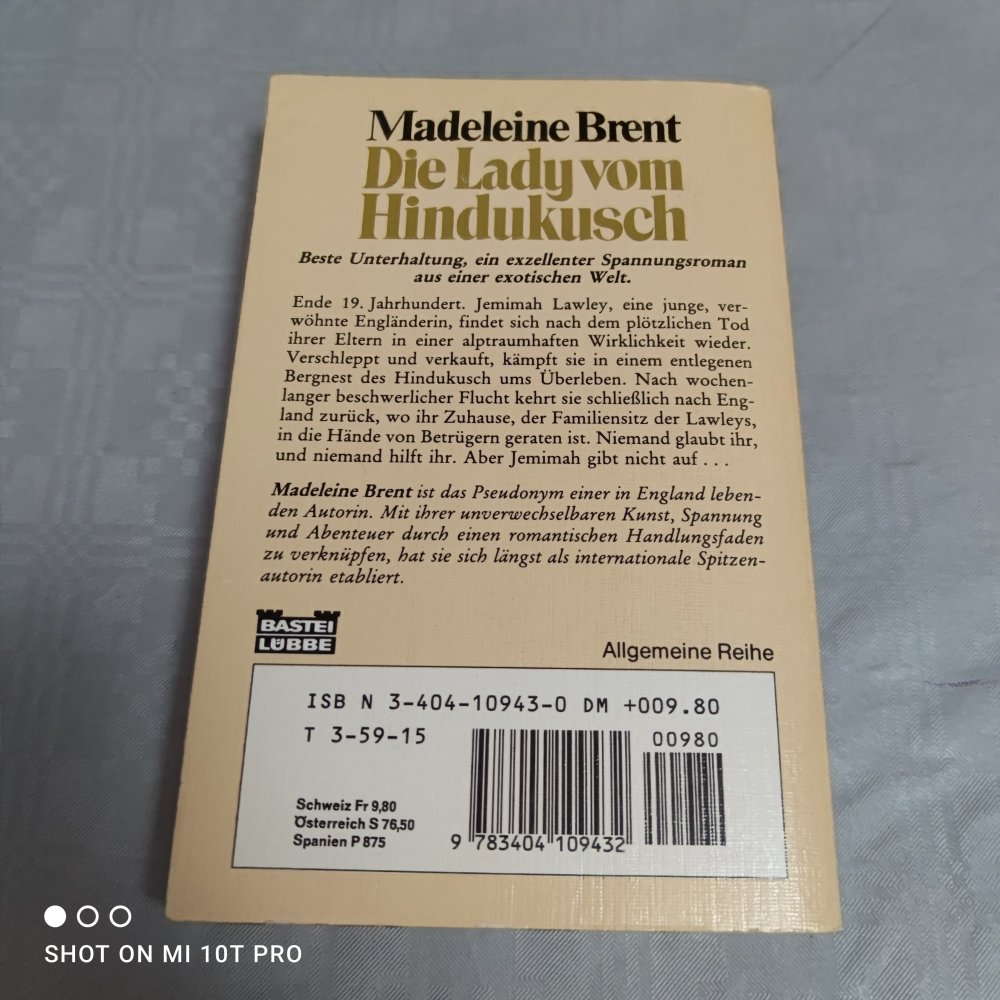 Madeleine Brent
Die Lady vom
Hindukusch
Beste Unterhaltung, ein exzellenter Spannungsroman
aus einer exotischen Welt.
Ende 19. Jahrhundert. Jemimah Lawley, eine junge, ver-
wöhnte Engländerin, findet sich nach dem plötzlichen Tod
ihrer Eltern in einer alptraumhaften Wirklichkeit wieder.
Verschleppt und verkauft, kämpft sie in einem entlegenen
Bergnest des Hindukusch ums Überleben. Nach wochen-
langer beschwerlicher Flucht kehrt sie schließlich nach Eng-
land zurück, wo ihr Zuhause, der Familiensitz der Lawleys,
in die Hände von Betrügern geraten ist. Niemand glaubt ihr,
und niemand hilft ihr. Aber Jemimah gibt nicht auf . . .
Madeleine Brent ist das Pseudonym einer in England leben-
den Autorin. Mit ihrer unverwechselbaren Kunst, Spannung
und Abenteuer durch einen romantischen Handlungsfaden
zu verknüpfen, hat sie sich längst als internationale Spitzen-
autorin etabliert.
BASTEI
LÜBBE
Allgemeine Reihe
ISB N 3-404-10943-0 DM +009.80
T 3-59-15
00980
Schweiz Fr 9,80
Österreich S 76,50
Spanien P 875
9 783404 109432
SHOT ON MI 10T PRO